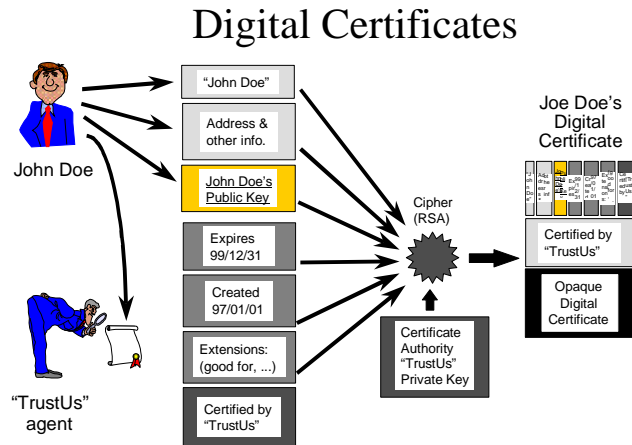 Digital Certificates
John Doe
“TrustUs”
agent
“John Doe”
Address &
other info.
John Doe’s
Public Key
Expires
99/12/31
Created
97/01/01
Extensions:
(good for, ...)
Certified by
“TrustUs”
Cipher
(RSA)
Certificate
Authority
“TrustUs”
Private Key
Joe Doe’s
Digital
Certificate
Certified by
“TrustUs”
Opaque
Digital
Certificate